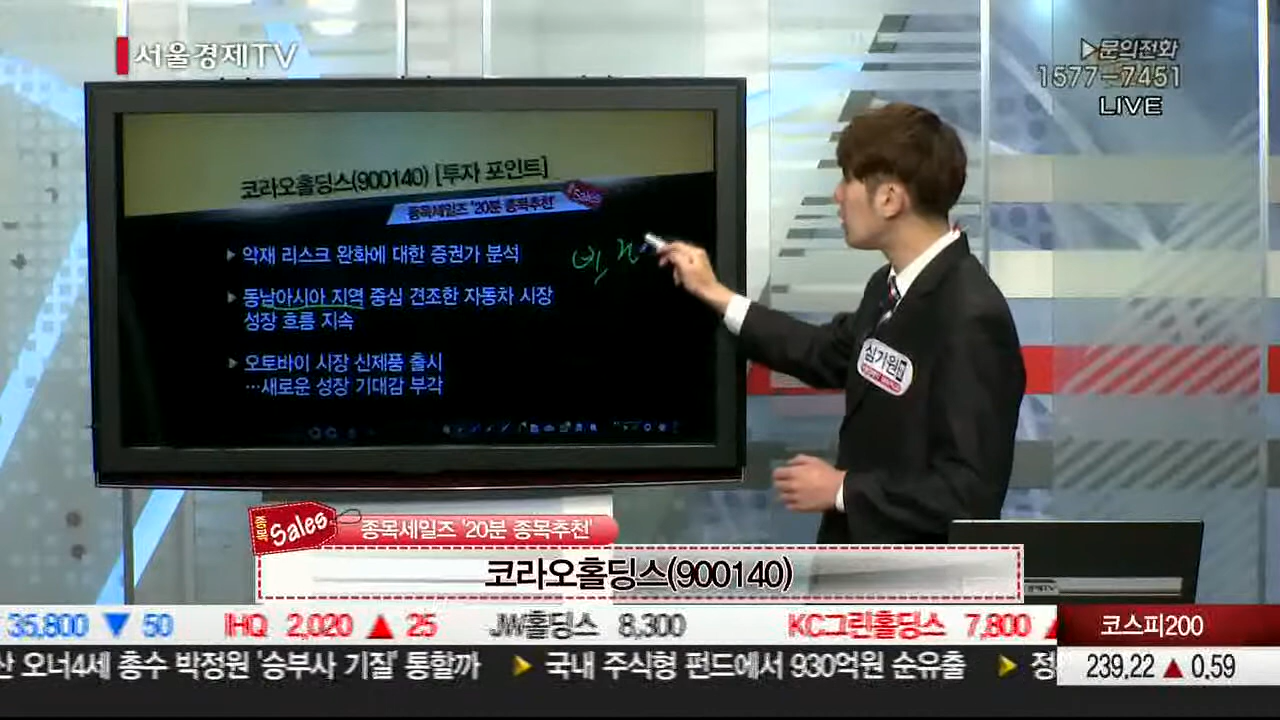 서울경제TV
▶문의전화
1577-7451
LIVE
코라오홀딩스(900140) [투자 포인트]
Sales
종목세일즈 '20분 종목추천'
▶ 악재 리스크 완화에 대한 증권가 분석
▶ 동남아시아 지역 중심 견조한 자동차 시장
성장 흐름 지속
▶ 오토바이 시장 신제품 출시
…새로운 성장 기대감 부각
심가원
종목 Sales
종목세일즈 '20분 종목추천'
코라오홀딩스(900140)
35,800 ▼ 50 IHQ 2,020 ▲ 25 JW홀딩스 8,300 KC그린홀딩스 7,800 ▲
코스피200
산 오너4세 총수 박정원 '승부사 기질' 통할까 ▶ 국내 주식형 펀드에서 930억원 순유출 ▶ 정
239.22 ▲ 0.59